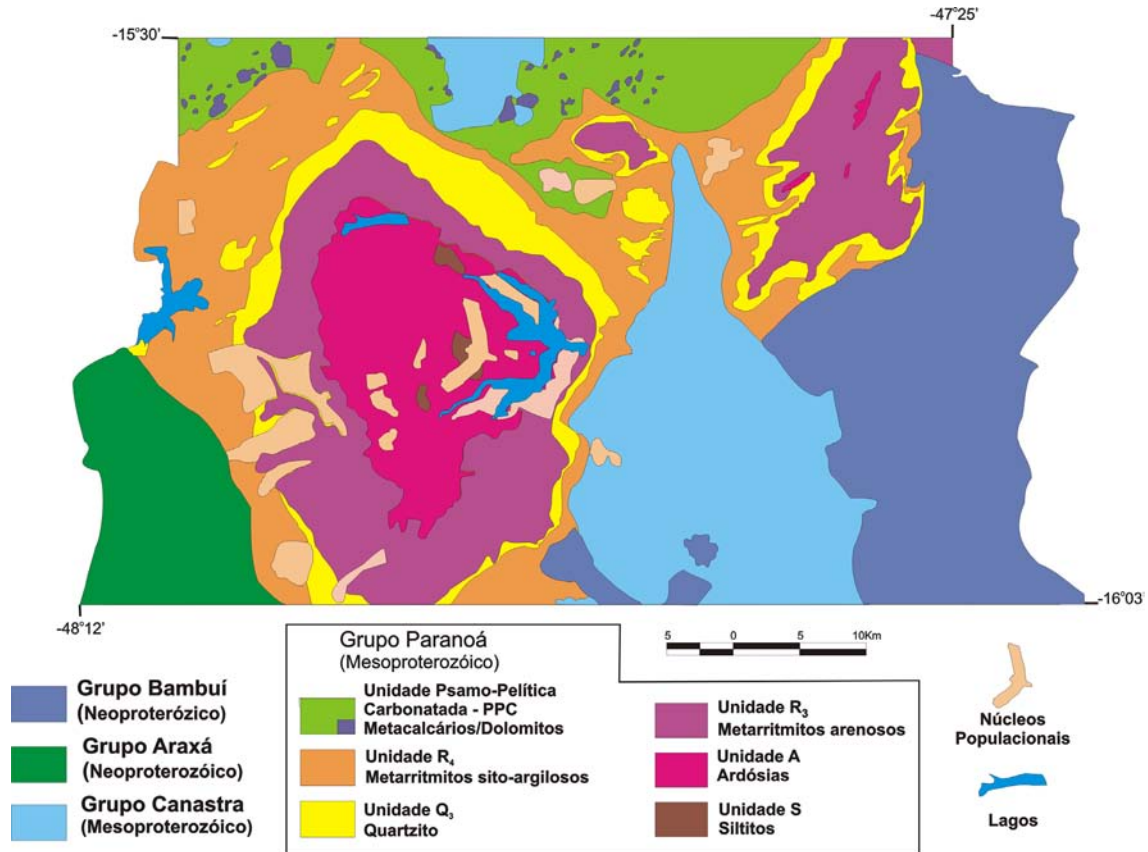 -15°30'
-47°25'
-48°12'
-16°03'
Grupo Bambuí
(Neoproterózico)
Grupo Araxá
(Neoproterozóico)
Grupo Canastra
(Mesoproterozóico)
Grupo Paranoá
(Mesoproterozóico)
Unidade Psamo-Pelítica
Carbonatada - PPC
Metacalcários/Dolomitos
Unidade R₄
Metarritmitos sito-argilosos
Unidade Q₃
Quartzito
5 0 5 10Km
Unidade R₃
Metarritmitos arenosos
Unidade A
Ardósias
Unidade S
Siltitos
Núcleos
Populacionais
Lagos